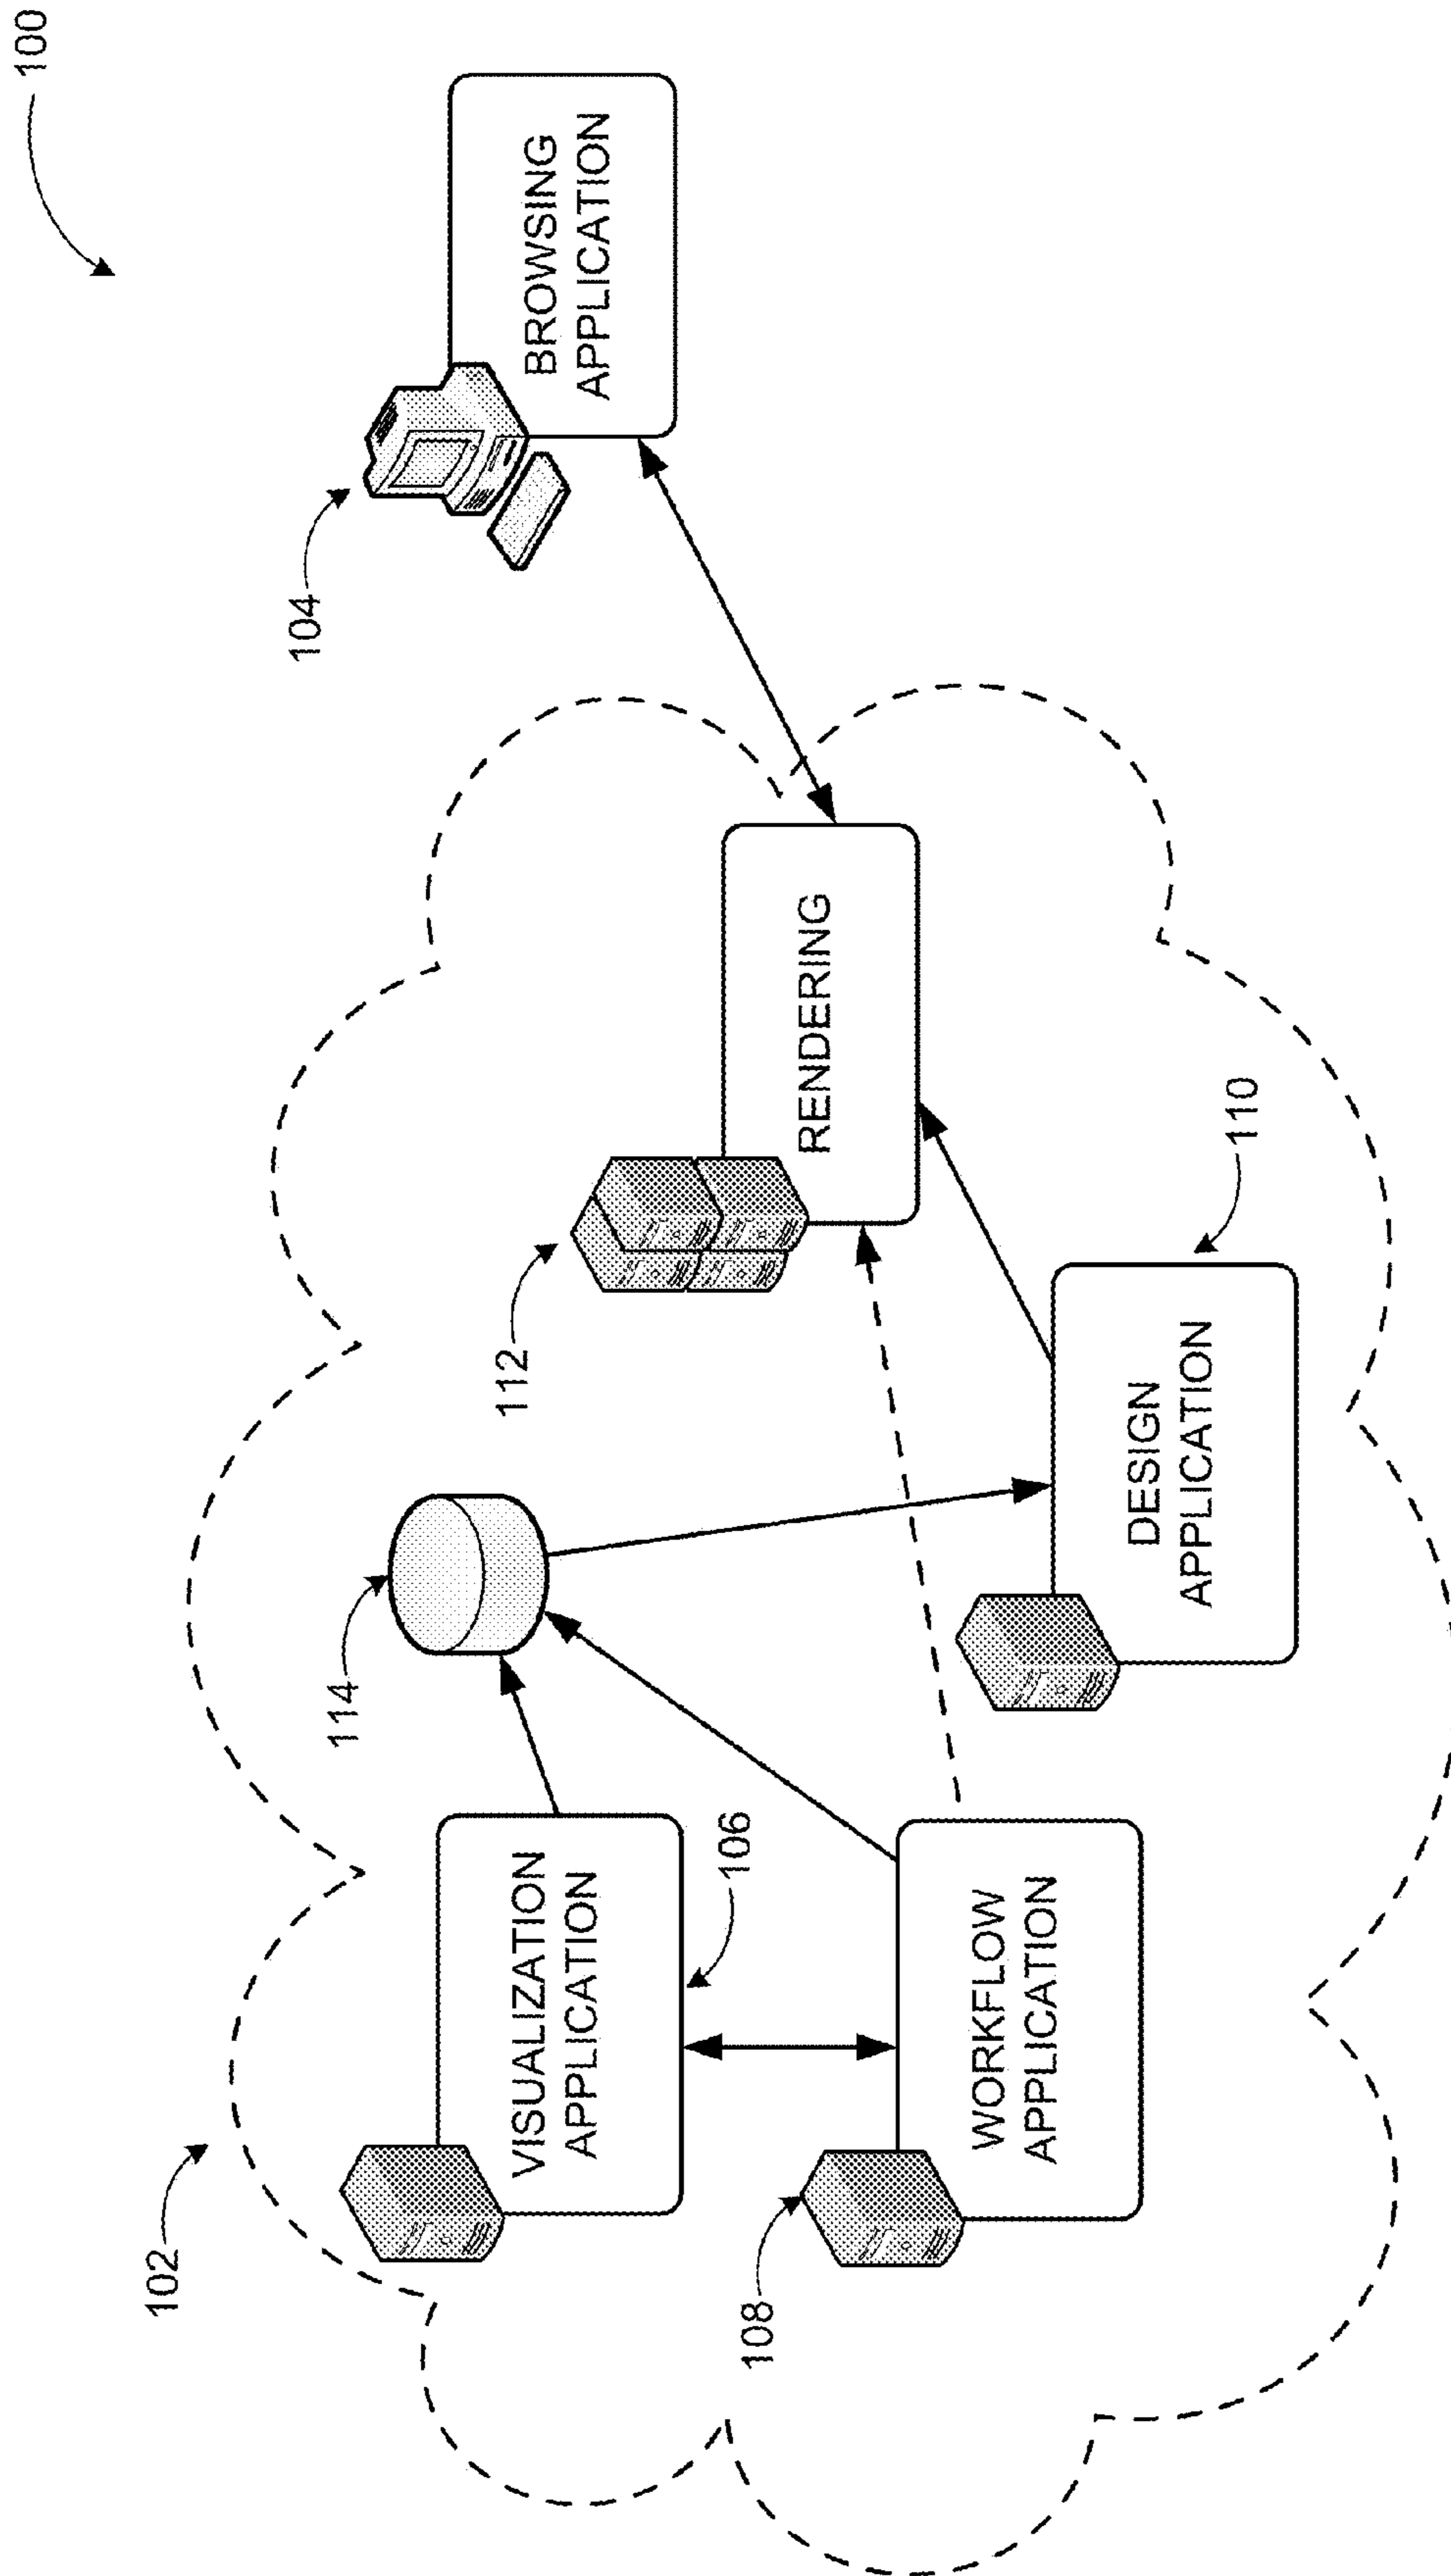 100
104
BROWSING
APPLICATION
112
RENDERING
110
114
DESIGN
APPLICATION
102
VISUALIZATION
APPLICATION
106
108
WORKFLOW
APPLICATION